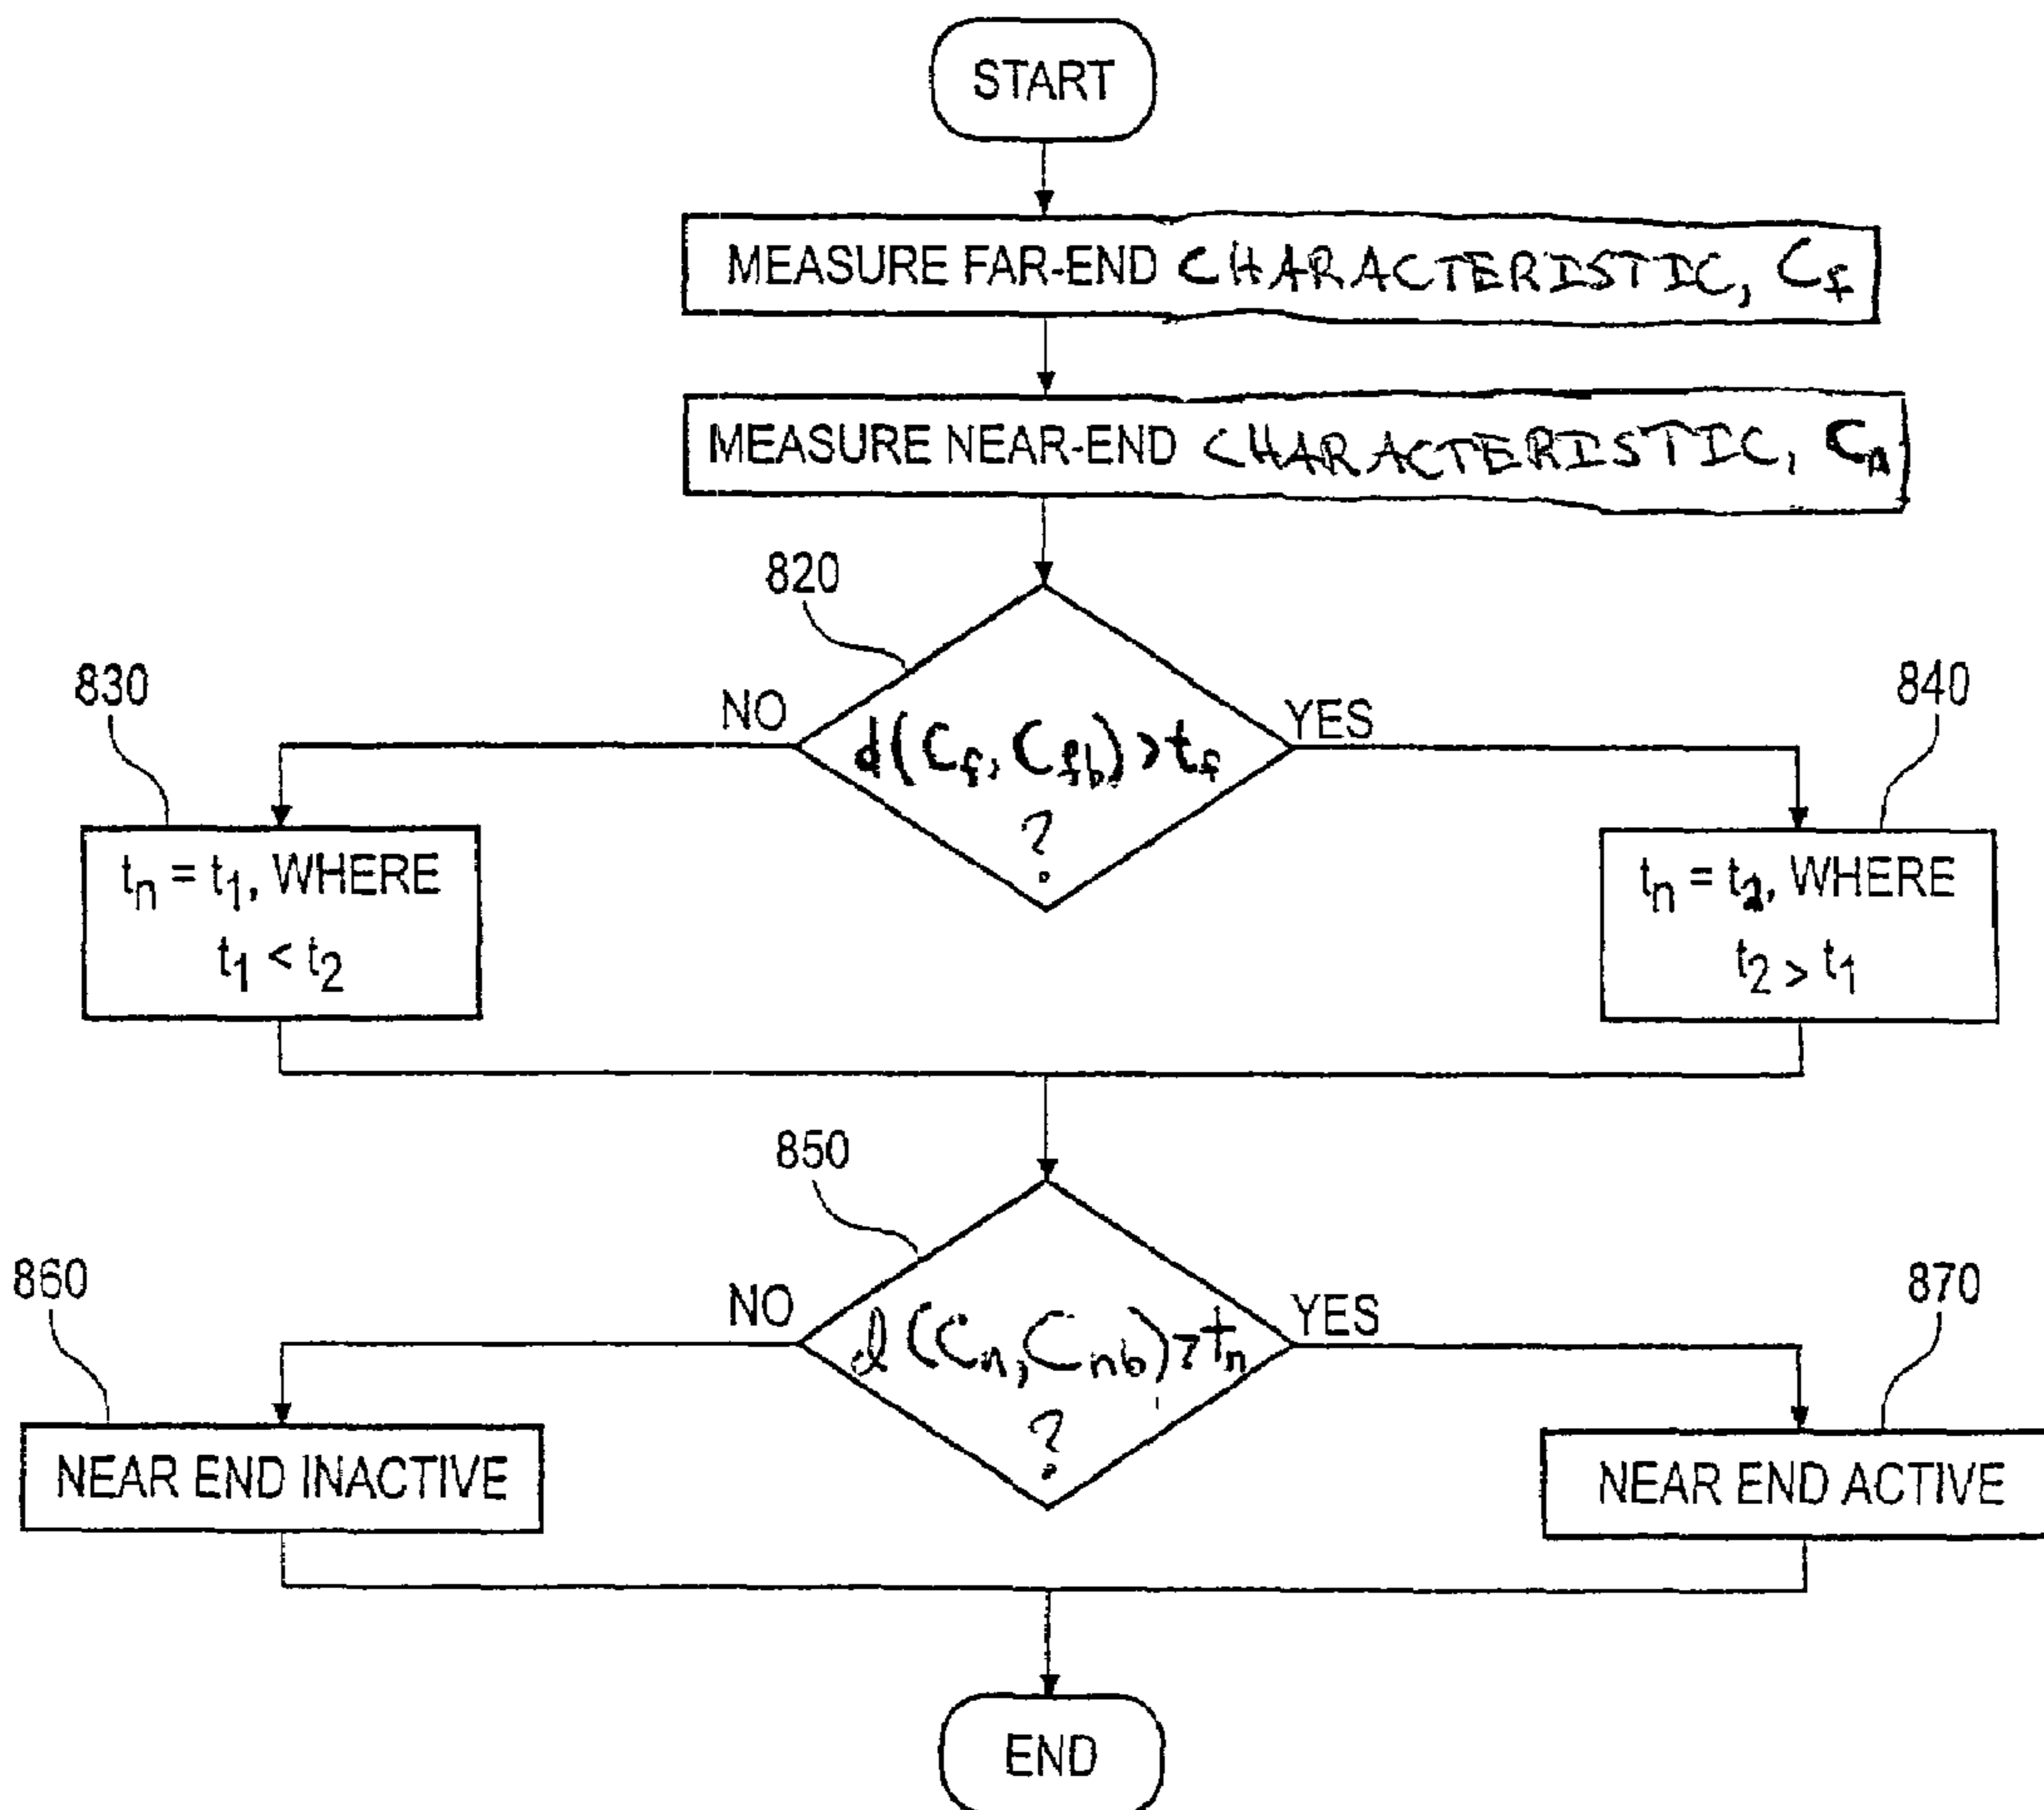 START
MEASURE FAR-END CHARACTERISTIC, Cf
MEASURE NEAR-END CHARACTERISTIC, Cn
820
830
NO
YES
840
d(Cf, Cfb) > tf
?
tn = t1, WHERE
t1 < t2
tn = t2, WHERE
t2 > t1
850
860
NO
YES
870
d(Cn, Cnb) > tn
?
NEAR END INACTIVE
NEAR END ACTIVE
END